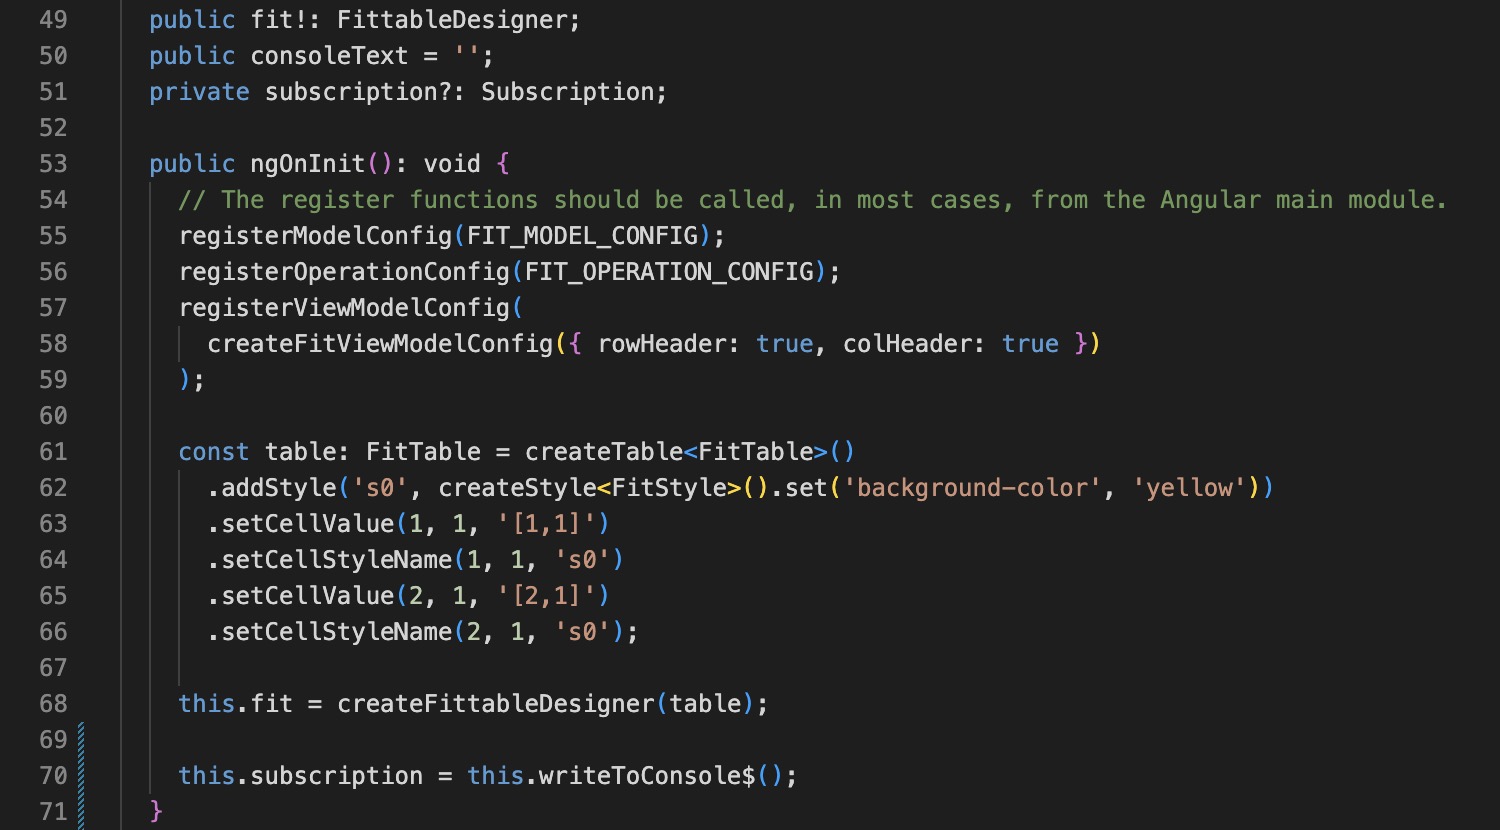 49 public fit!: FittableDesigner;
50 public consoleText = '';
51 private subscription?: Subscription;
52
53 public ngOnInit(): void {
54 // The register functions should be called, in most cases, from the Angular main module.
55 registerModelConfig(FIT_MODEL_CONFIG);
56 registerOperationConfig(FIT_OPERATION_CONFIG);
57 registerViewModelConfig(
58 createFitViewModelConfig({ rowHeader: true, colHeader: true })
59 );
60
61 const table: FitTable = createTable<FitTable>()
62 .addStyle('s0', createStyle<FitStyle>().set('background-color', 'yellow'))
63 .setCellValue(1, 1, '[1,1]')
64 .setCellStyleName(1, 1, 's0')
65 .setCellValue(2, 1, '[2,1]')
66 .setCellStyleName(2, 1, 's0');
67
68 this.fit = createFittableDesigner(table);
69
70 this.subscription = this.writeToConsole$();
71 }